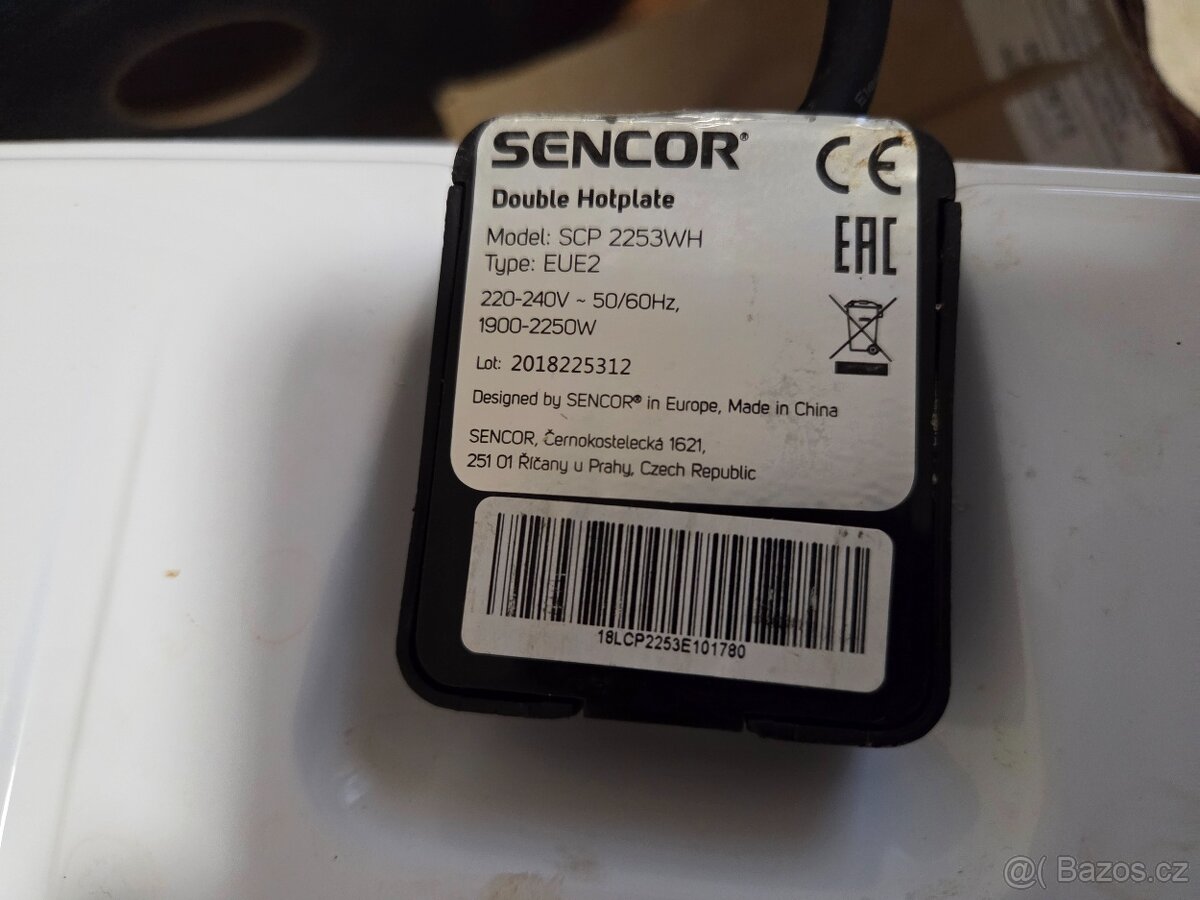 SENCOR®
CE
Double Hotplate
Model: SCP 2253WH
EAC
Type: EUE2
220-240V ~ 50/60Hz,
1900-2250W
Lot: 2018225312
Designed by SENCOR® in Europe, Made in China
SENCOR, Černokostelecká 1621,
251 01 Říčany u Prahy, Czech Republic
18LCP2253E101780
@( Bazos.cz